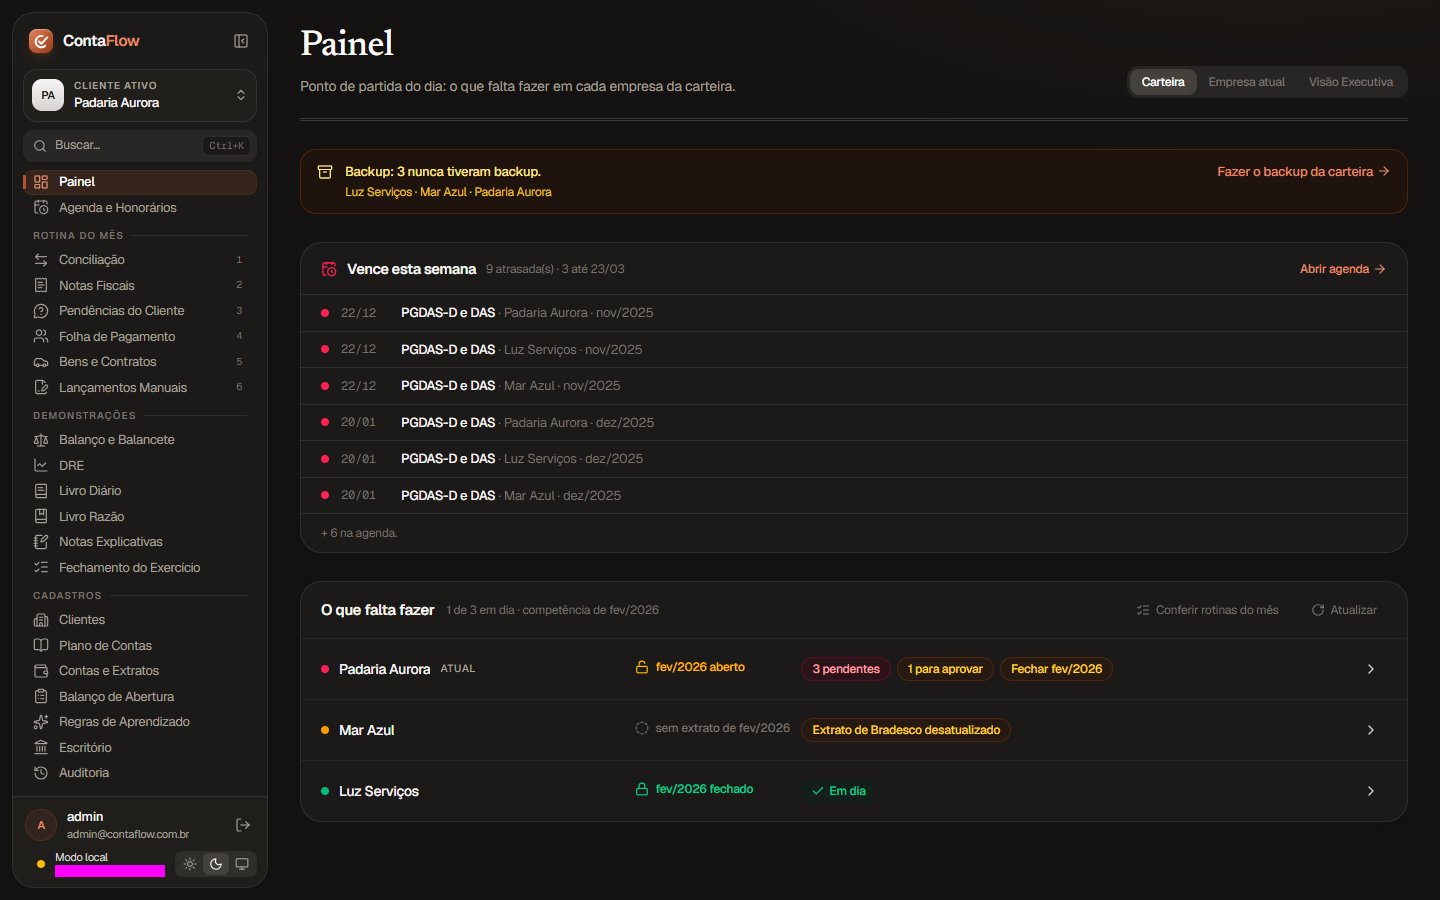 ContaFlow
PA
CLIENTE ATIVO
Padaria Aurora
Buscar... Ctrl+K
Painel
Agenda e Honorários
ROTINA DO MÊS
Conciliação 1
Notas Fiscais 2
Pendências do Cliente 3
Folha de Pagamento 4
Bens e Contratos 5
Lançamentos Manuais 6
DEMONSTRAÇÕES
Balanço e Balancete
DRE
Livro Diário
Livro Razão
Notas Explicativas
Fechamento do Exercício
CADASTROS
Clientes
Plano de Contas
Contas e Extratos
Balanço de Abertura
Regras de Aprendizado
Escritório
Auditoria
A
admin
admin@contaflow.com.br
Modo local
Painel
Ponto de partida do dia: o que falta fazer em cada empresa da carteira.
Carteira Empresa atual Visão Executiva
Backup: 3 nunca tiveram backup.
Luz Serviços · Mar Azul · Padaria Aurora
Fazer o backup da carteira →
Vence esta semana 9 atrasada(s) · 3 até 23/03 Abrir agenda →
22/12 PGDAS-D e DAS · Padaria Aurora · nov/2025
22/12 PGDAS-D e DAS · Luz Serviços · nov/2025
22/12 PGDAS-D e DAS · Mar Azul · nov/2025
20/01 PGDAS-D e DAS · Padaria Aurora · dez/2025
20/01 PGDAS-D e DAS · Luz Serviços · dez/2025
20/01 PGDAS-D e DAS · Mar Azul · dez/2025
+ 6 na agenda.
O que falta fazer 1 de 3 em dia · competência de fev/2026 Conferir rotinas do mês Atualizar
Padaria Aurora ATUAL fev/2026 aberto 3 pendentes 1 para aprovar Fechar fev/2026
Mar Azul sem extrato de fev/2026 Extrato de Bradesco desatualizado
Luz Serviços fev/2026 fechado Em dia